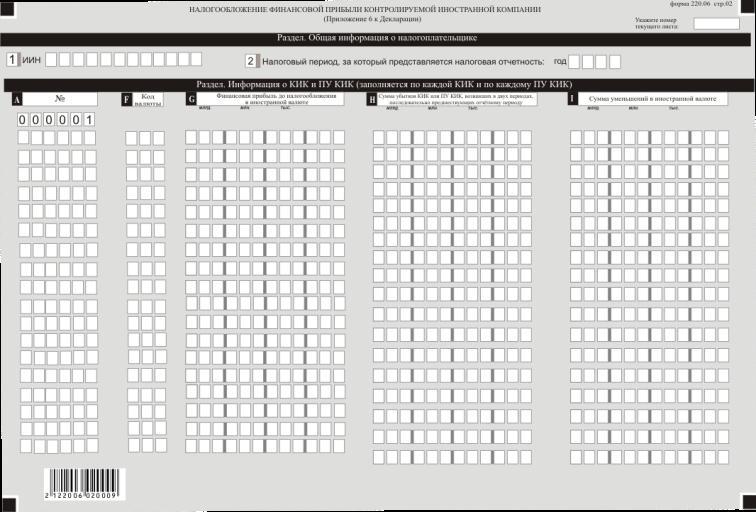 форма 220.06 стр.02
НАЛОГООБЛОЖЕНИЕ ФИНАНСОВОЙ ПРИБЫЛИ КОНТРОЛИРУЕМОЙ ИНОСТРАННОЙ КОМПАНИИ
(Приложение 6 к Декларации)
Укажите номер
текущего листа:
Раздел. Общая информация о налогоплательщике
1 ИИН
2 Налоговый период, за который представляется налоговая отчетность: год
Раздел. Информация о КИК и ПУ КИК (заполняется по каждой КИК и по каждому ПУ КИК)
A №
F Код
валюты
G Финансовая прибыль до налогообложения
в иностранной валюте
H Сумма убытков КИК или ПУ КИК, возникших в двух периодах,
последовательно предшествующих отчётному периоду
I Сумма уменьшений в иностранной валюте
млрд. млн тыс. млрд. млн. тыс. млрд. млн. тыс.
000001
2122006020009